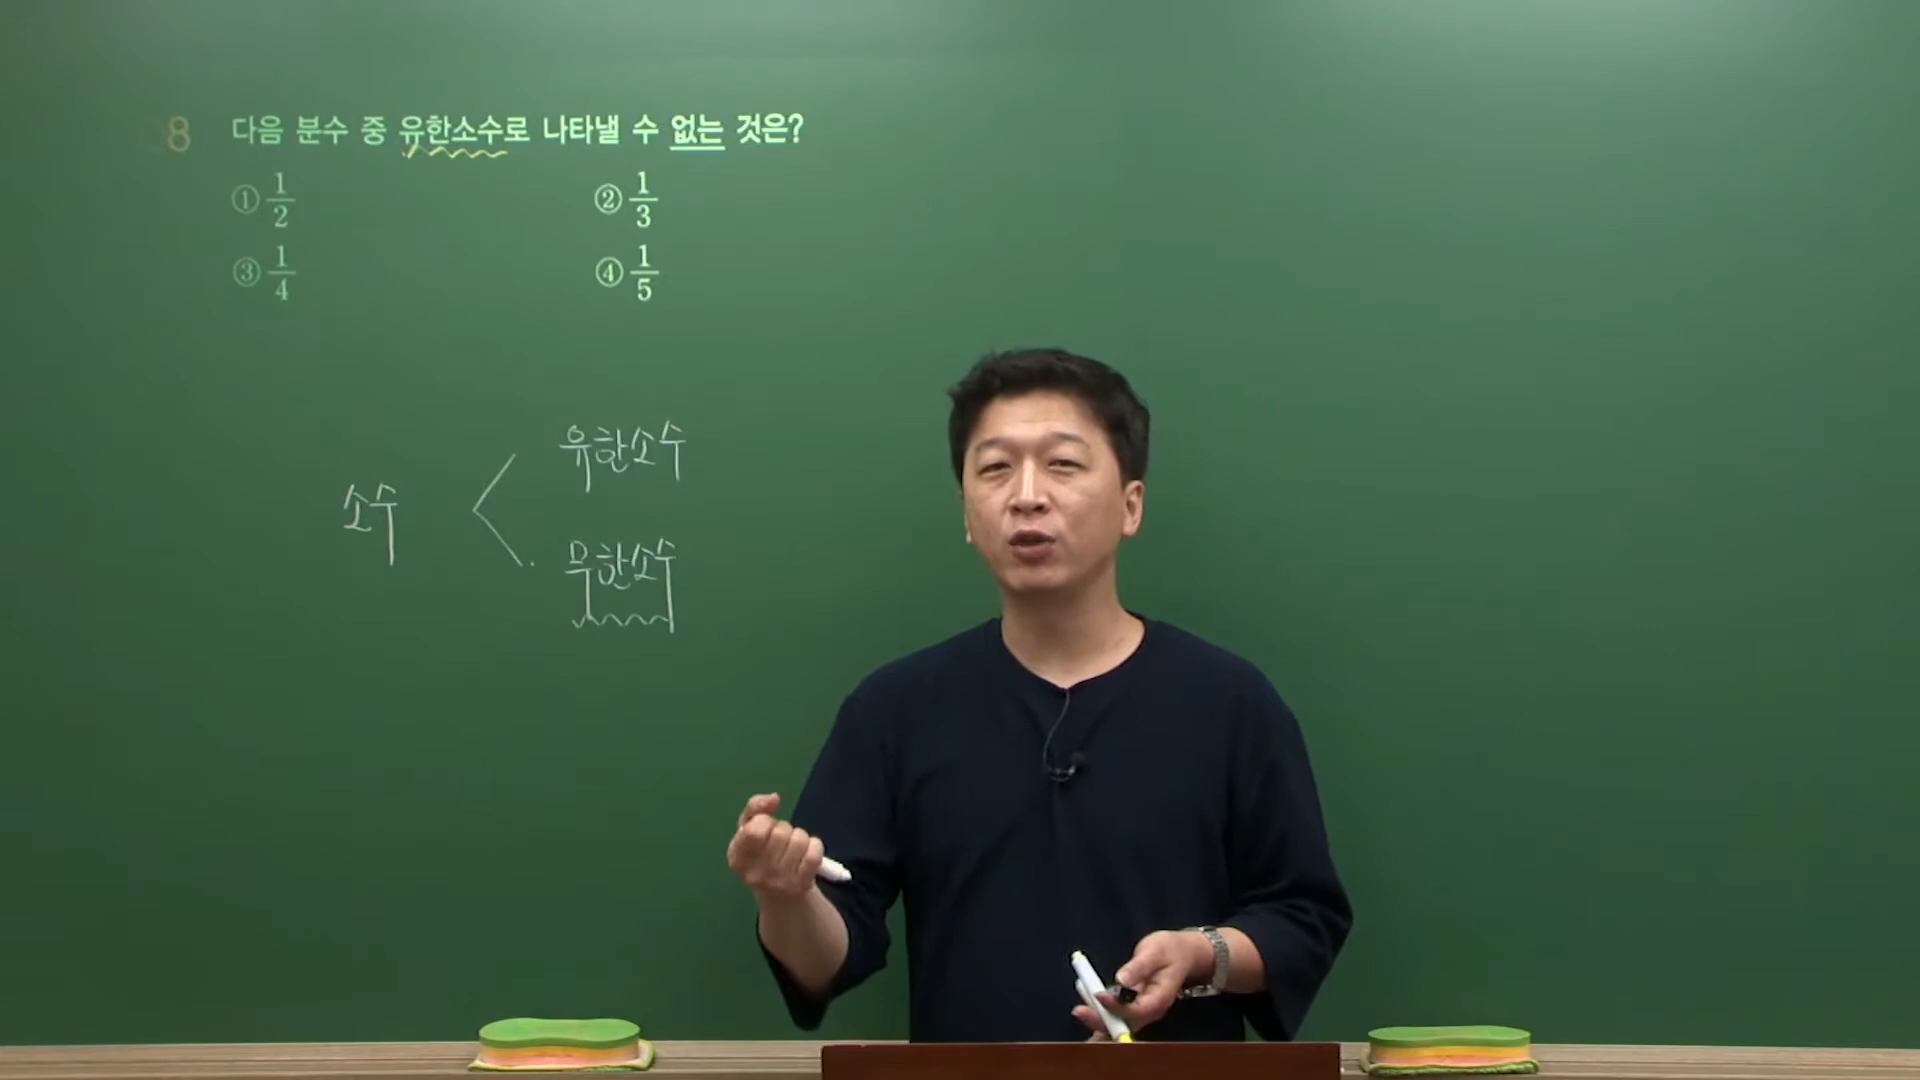 08 다음 분수 중 유한소수로 나타낼 수 없는 것은?
① 1/2 ② 1/3
③ 1/4 ④ 1/5
유한소수
소수
무한소수